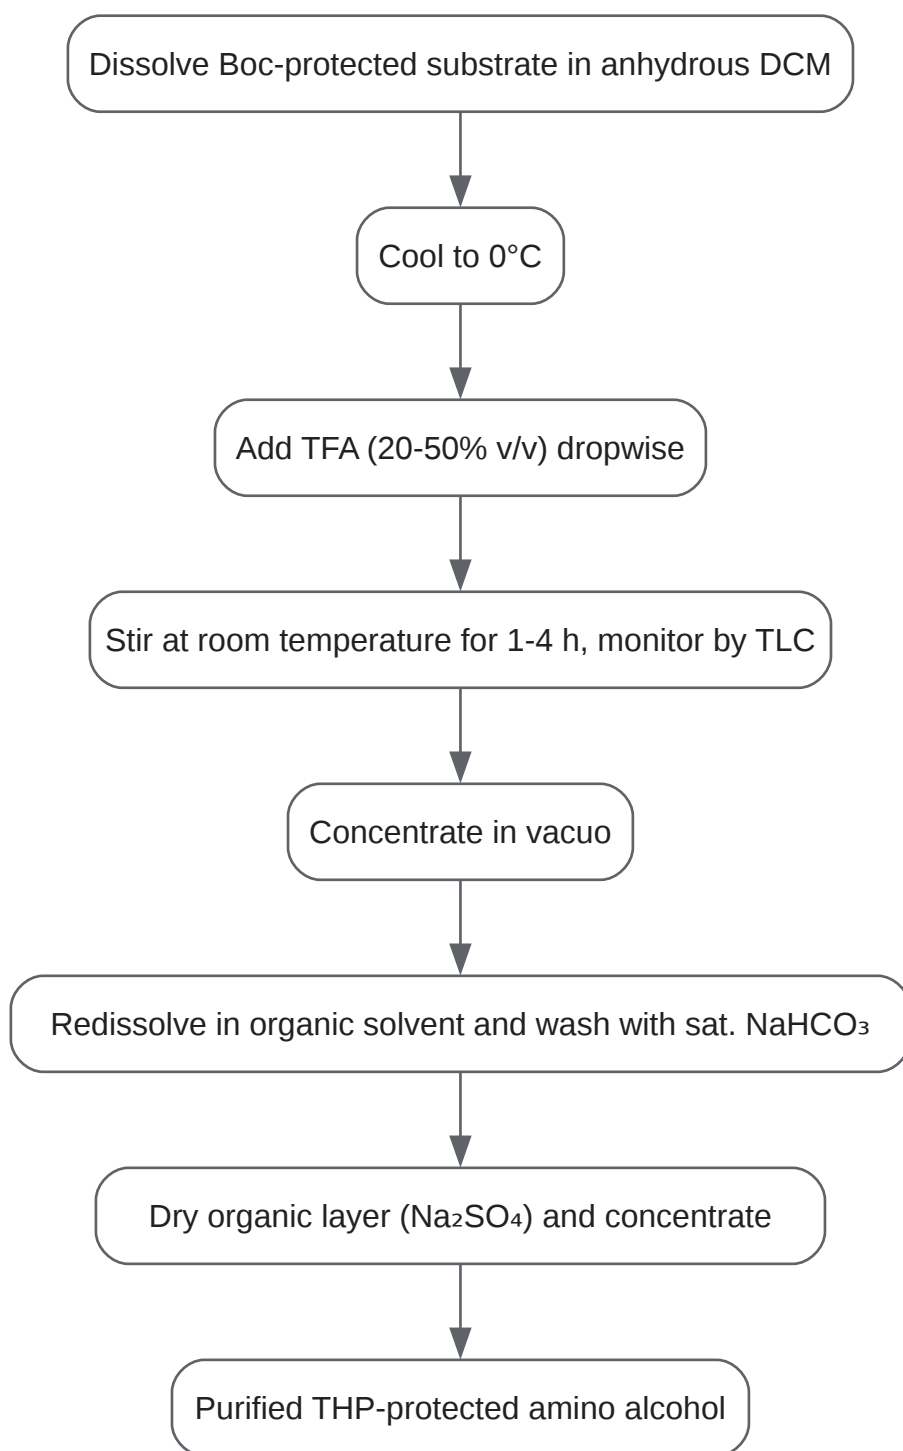 Dissolve Boc-protected substrate in anhydrous DCM
Cool to 0°C
Add TFA (20-50% v/v) dropwise
Stir at room temperature for 1-4 h, monitor by TLC
Concentrate in vacuo
Redissolve in organic solvent and wash with sat. NaHCO₃
Dry organic layer (Na₂SO₄) and concentrate
Purified THP-protected amino alcohol